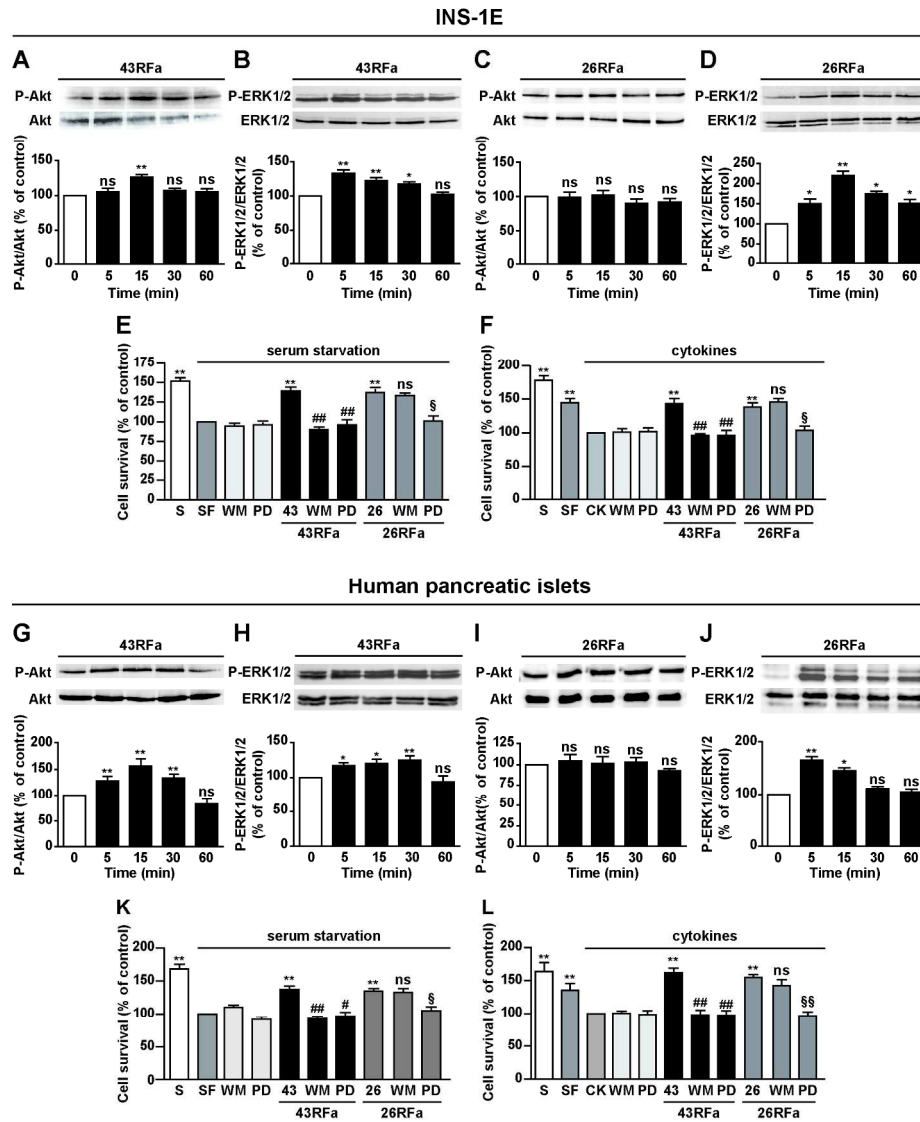 INS-1E
A B C D
43RFa 43RFa 26RFa 26RFa
P-Akt P-ERK1/2 P-Akt P-ERK1/2
Akt ERK1/2 Akt ERK1/2
P-Akt/Akt (% of control)
150
100
50
0
ns ** ns ns
0 5 15 30 60
Time (min)
P-ERK1/2/ERK1/2
(% of control)
150
100
50
0
** ** * ns
0 5 15 30 60
Time (min)
P-Akt/Akt (% of control)
150
100
50
0
ns ns ns ns
0 5 15 30 60
Time (min)
P-ERK1/2/ERK1/2
(% of control)
250
200
150
100
50
0
* ** * *
0 5 15 30 60
Time (min)
E
serum starvation
Cell survival (% of control)
175
150
125
100
75
50
25
0
** ** ## ## ** ns §
S SF WM PD 43 WM PD 26 WM PD
43RFa 26RFa
F
cytokines
Cell survival (% of control)
200
150
100
50
0
** ** ** ## ## ** ns §
S SF CK WM PD 43 WM PD 26 WM PD
43RFa 26RFa
Human pancreatic islets
G H I J
43RFa 43RFa 26RFa 26RFa
P-Akt P-ERK1/2 P-Akt P-ERK1/2
Akt ERK1/2 Akt ERK1/2
P-Akt/Akt (% of control)
200
150
100
50
0
** ** ** ns
0 5 15 30 60
Time (min)
P-ERK1/2/ERK1/2
(% of control)
150
100
50
0
* * ** ns
0 5 15 30 60
Time (min)
P-Akt/Akt(% of control)
125
100
75
50
25
0
ns ns ns ns
0 5 15 30 60
Time (min)
P-ERK1/2/ERK1/2
(% of control)
200
100
0
** * ns ns
0 5 15 30 60
Time (min)
K
serum starvation
Cell survival (% of control)
200
150
100
50
0
** ** ## # ** ns §
S SF WM PD 43 WM PD 26 WM PD
43RFa 26RFa
L
cytokines
Cell survival (% of control)
200
150
100
50
0
** ** ** ## ## ** ns §§
S SF CK WM PD 43 WM PD 26 WM PD
43RFa 26RFa